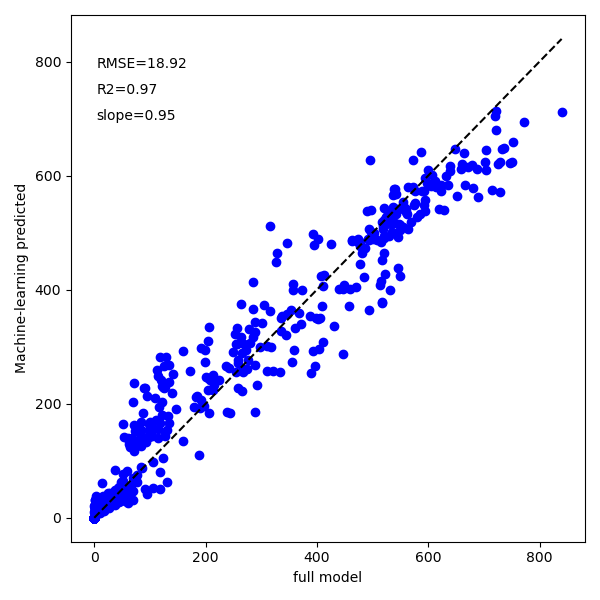 RMSE=18.92
R2=0.97
slope=0.95
Machine-learning predicted
800
600
400
200
0
0 200 400 600 800
full model